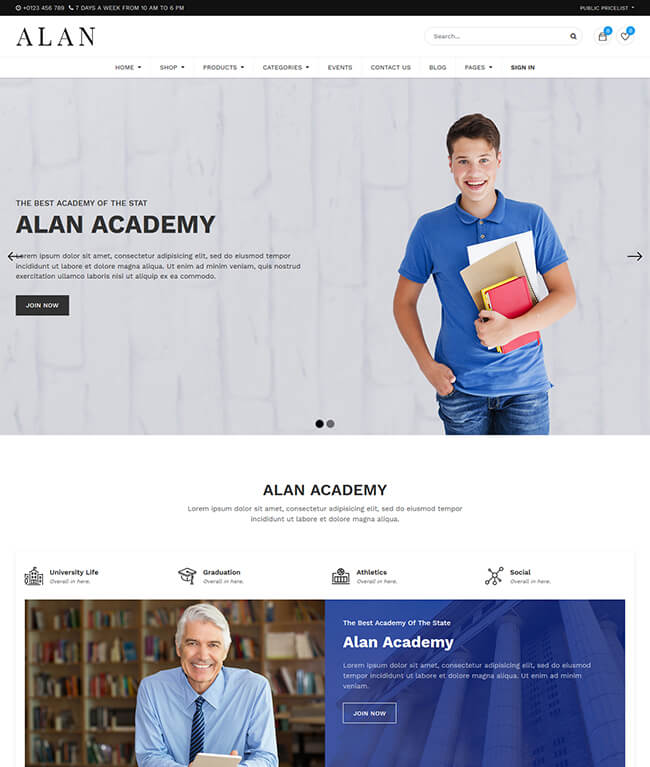 +0123 456 789 7 DAYS A WEEK FROM 10 AM TO 6 PM PUBLIC PRICELIST
ALAN
Search...
0 0
HOME SHOP PRODUCTS CATEGORIES EVENTS CONTACT US BLOG PAGES SIGN IN
THE BEST ACADEMY OF THE STAT
ALAN ACADEMY
Lorem ipsum dolor sit amet, consectetur adipisicing elit, sed do eiusmod tempor
incididunt ut labore et dolore magna aliqua. Ut enim ad minim veniam, quis nostrud
exercitation ullamco laboris nisi ut aliquip ex ea commodo.
JOIN NOW
ALAN ACADEMY
Lorem ipsum dolor sit amet, consectetur adipisicing elit, sed do eiusmod tempor
incididunt ut labore et dolore magna aliqua.
University Life Graduation Athletics Social
Overall in here. Overall in here. Overall in here. Overall in here.
The Best Academy Of The State
Alan Academy
Lorem ipsum dolor sit amet, consectetur adipisicing elit, sed do
eiusmod tempor incididunt ut labore et dolore magna aliqua. Ut enim ad minim
veniam.
JOIN NOW